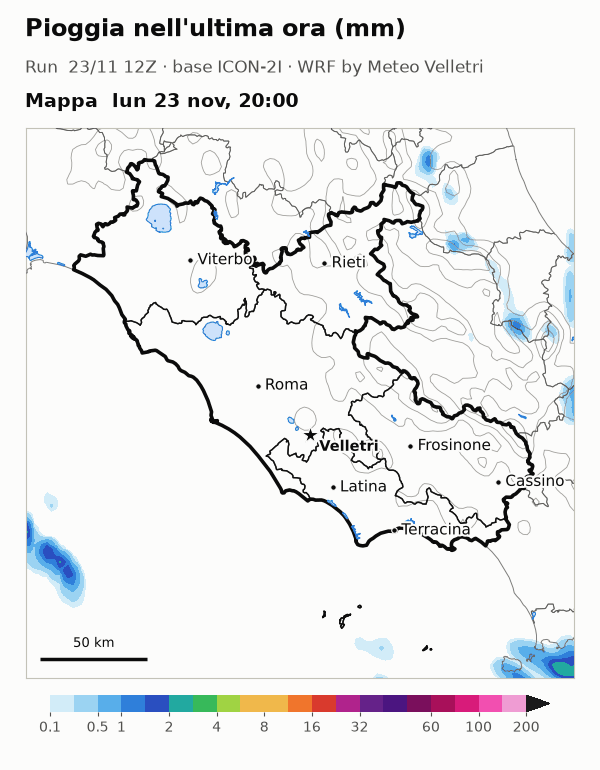 Pioggia nell'ultima ora (mm)
Run  23/11 12Z · base ICON-2I · WRF by Meteo Velletri
Mappa  lun 23 nov, 20:00
Viterbo
Rieti
Roma
Velletri
Frosinone
Latina
Cassino
Terracina
50 km
0.1 0.5 1 2 4 8 16 32 60 100 200